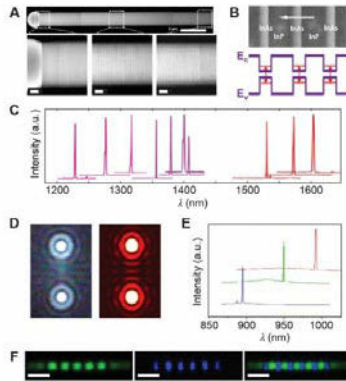 A
B
InAs
InAs
InAs
InP
InP
E
E
C
Intensity (a.u.)
1200
1300
1400
1500
1600
λ (nm)
D
E
Intensity (a.u.)
850
900
950
1000
λ (nm)
F